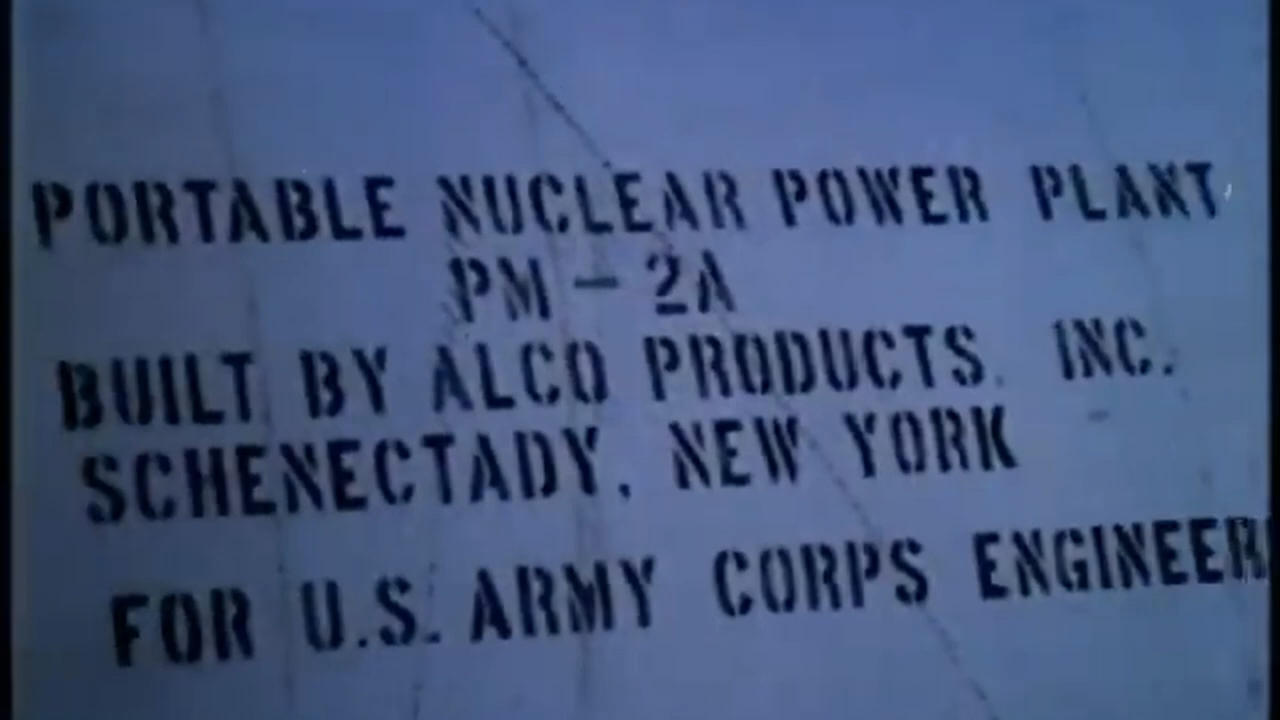 PORTABLE NUCLEAR POWER PLANT
PM - 2A
BUILT BY ALCO PRODUCTS. INC.
SCHENECTADY, NEW YORK
FOR U.S. ARMY CORPS ENGINEER